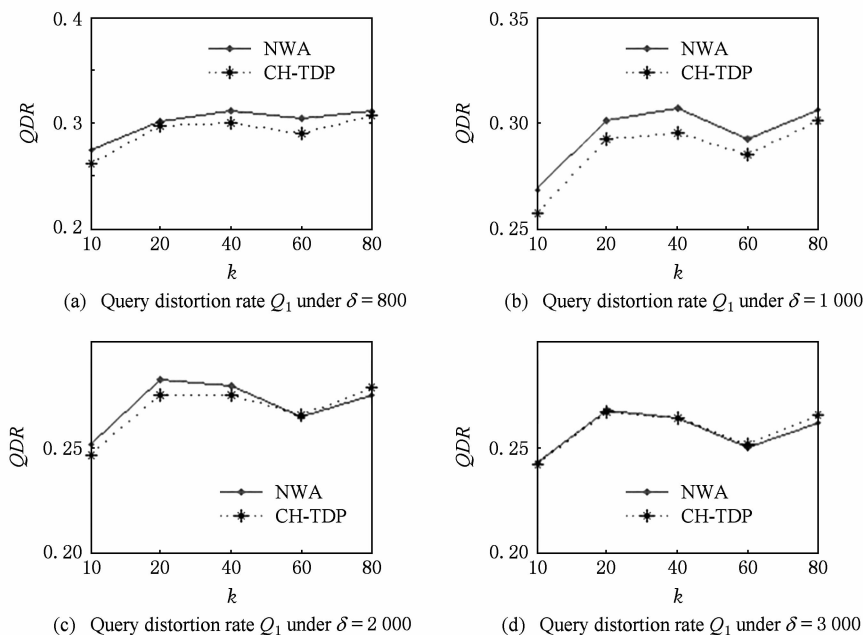 0.4
0.3
0.2
QDR
NWA
CH-TDP
10 20 40 60 80
k
(a) Query distortion rate Q₁ under δ=800
0.35
0.30
0.25
QDR
NWA
CH-TDP
10 20 40 60 80
k
(b) Query distortion rate Q₁ under δ=1 000
0.25
0.20
QDR
NWA
CH-TDP
10 20 40 60 80
k
(c) Query distortion rate Q₁ under δ=2 000
0.25
0.20
QDR
NWA
CH-TDP
10 20 40 60 80
k
(d) Query distortion rate Q₁ under δ=3 000